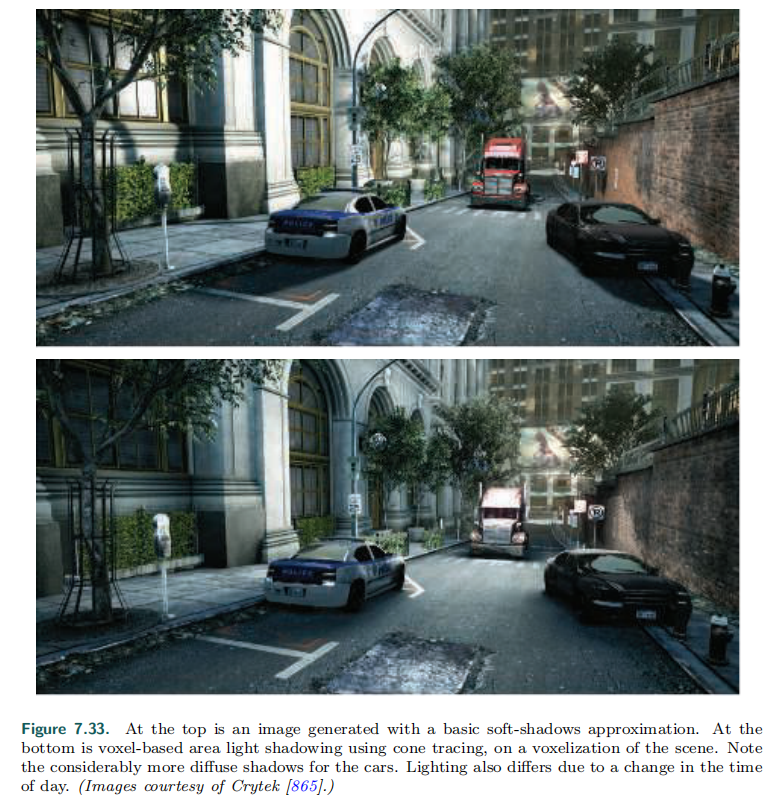 POLICE
POLICE
Figure 7.33. At the top is an image generated with a basic soft-shadows approximation. At the
bottom is voxel-based area light shadowing using cone tracing, on a voxelization of the scene. Note
the considerably more diffuse shadows for the cars. Lighting also differs due to a change in the time
of day. (Images courtesy of Crytek [865].)